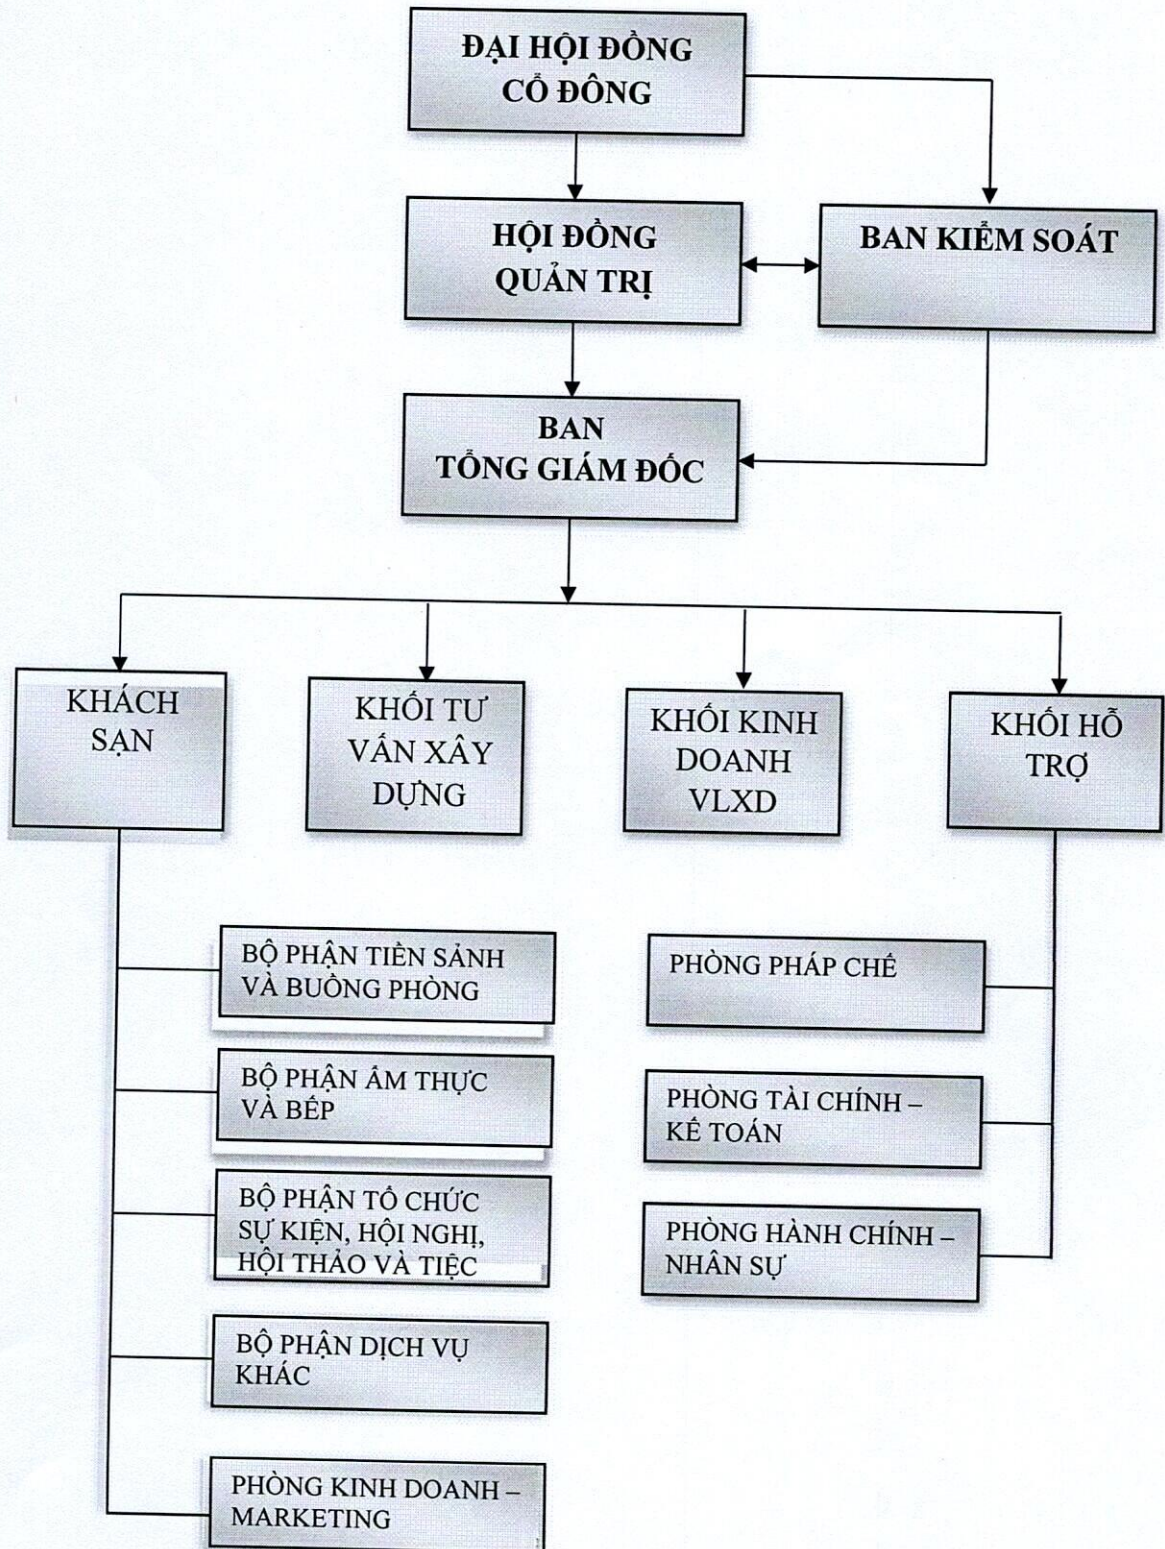 ĐẠI HỘI ĐỒNG
CỔ ĐÔNG
HỘI ĐỒNG
QUẢN TRỊ
BAN KIỂM SOÁT
BAN
TỔNG GIÁM ĐỐC
KHÁCH
SẠN
KHỐI TƯ
VẤN XÂY
DỰNG
KHỐI KINH
DOANH
VLXD
KHỐI HỖ
TRỢ
BỘ PHẬN TIỀN SẢNH
VÀ BUỒNG PHÒNG
BỘ PHẬN ẨM THỰC
VÀ BẾP
BỘ PHẬN TỔ CHỨC
SỰ KIỆN, HỘI NGHỊ,
HỘI THẢO VÀ TIỆC
BỘ PHẬN DỊCH VỤ
KHÁC
PHÒNG KINH DOANH –
MARKETING
PHÒNG PHÁP CHẾ
PHÒNG TÀI CHÍNH –
KẾ TOÁN
PHÒNG HÀNH CHÍNH –
NHÂN SỰ